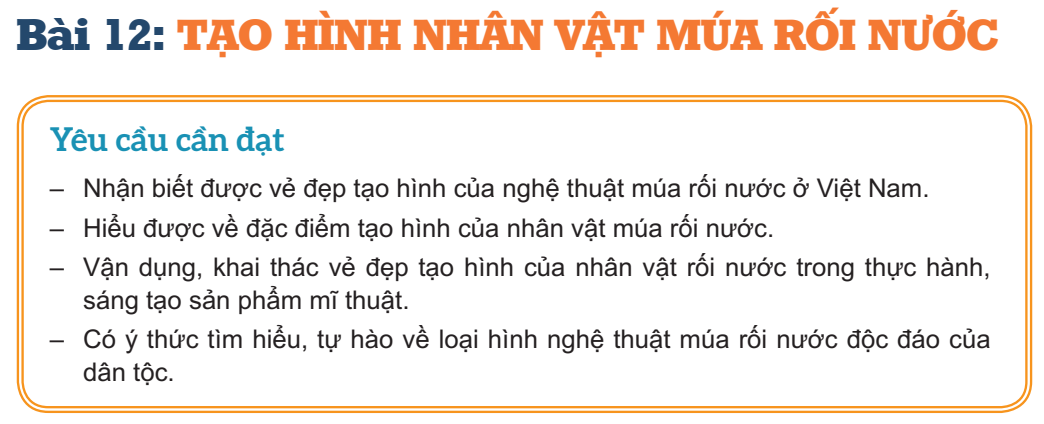 Bài 12: TẠO HÌNH NHÂN VẬT MÚA RỐI NƯỚC
Yêu cầu cần đạt
– Nhận biết được vẻ đẹp tạo hình của nghệ thuật múa rối nước ở Việt Nam.
– Hiểu được về đặc điểm tạo hình của nhân vật múa rối nước.
– Vận dụng, khai thác vẻ đẹp tạo hình của nhân vật rối nước trong thực hành,
sáng tạo sản phẩm mĩ thuật.
– Có ý thức tìm hiểu, tự hào về loại hình nghệ thuật múa rối nước độc đáo của
dân tộc.